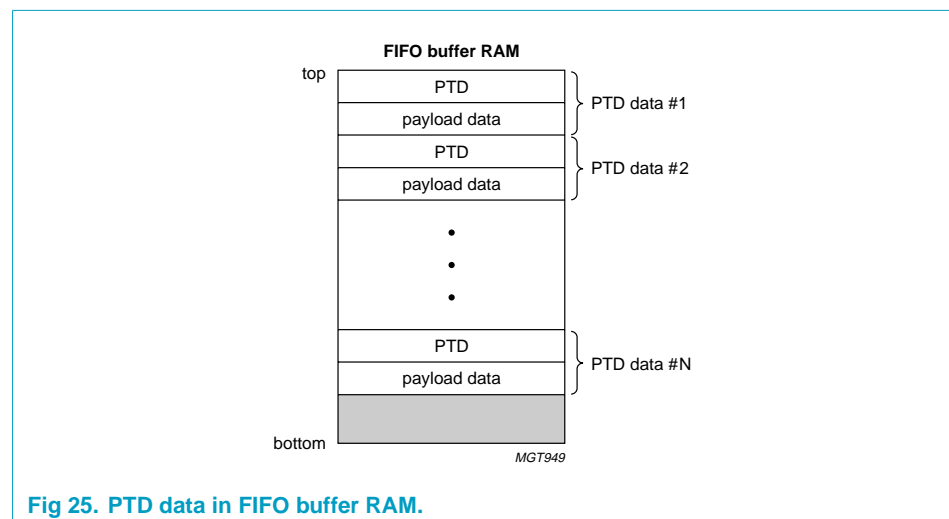 FIFO buffer RAM
top
PTD
payload data
PTD data #1
PTD
payload data
PTD data #2
PTD
payload data
PTD data #N
bottom
MGT949
Fig 25. PTD data in FIFO buffer RAM.